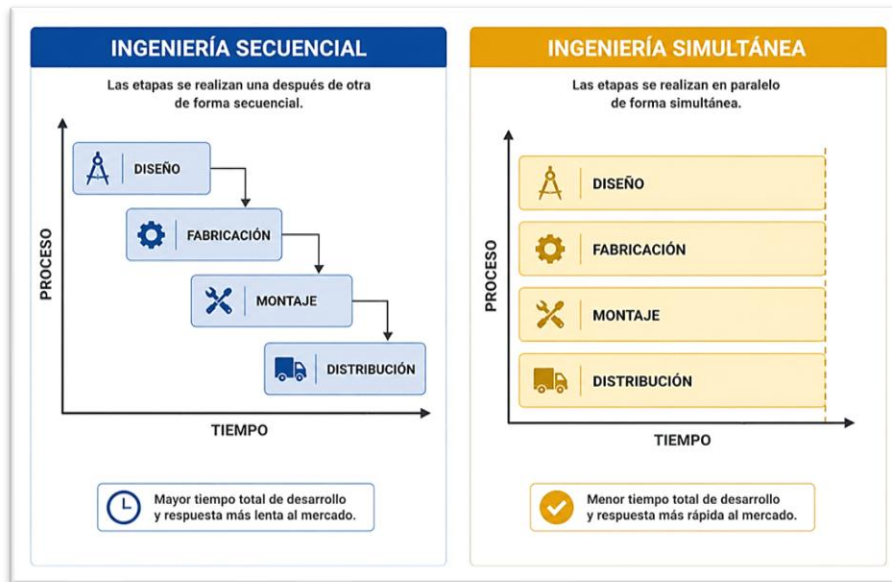 INGENIERÍA SECUENCIAL
Las etapas se realizan una después de otra
de forma secuencial.
PROCESO
DISEÑO
FABRICACIÓN
MONTAJE
DISTRIBUCIÓN
TIEMPO
Mayor tiempo total de desarrollo
y respuesta más lenta al mercado.
INGENIERÍA SIMULTÁNEA
Las etapas se realizan en paralelo
de forma simultánea.
PROCESO
DISEÑO
FABRICACIÓN
MONTAJE
DISTRIBUCIÓN
TIEMPO
Menor tiempo total de desarrollo
y respuesta más rápida al mercado.